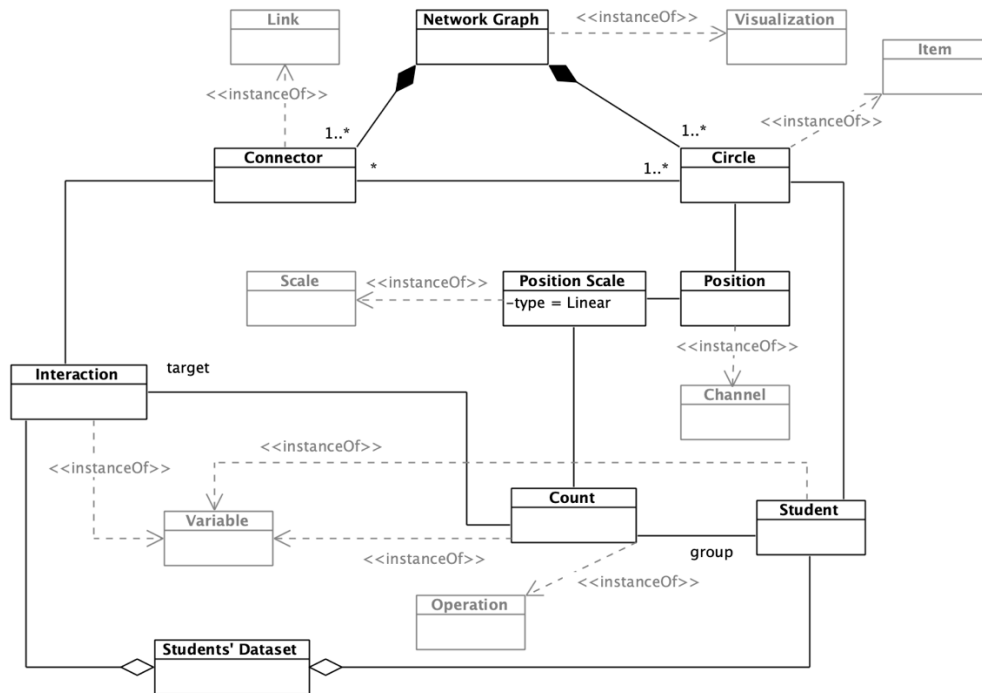 Link
Network Graph
<<instanceOf>>
Visualization
Item
<<instanceOf>>
<<instanceOf>>
1..*
1..*
Connector
*
1..*
Circle
Scale
<<instanceOf>>
Position Scale
-type = Linear
Position
<<instanceOf>>
Interaction
target
Channel
<<instanceOf>>
<<instanceOf>>
Variable
Count
Student
<<instanceOf>>
group
<<instanceOf>>
Operation
Students' Dataset